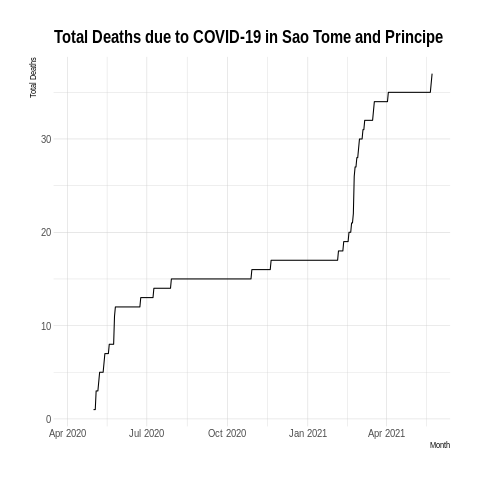 Total Deaths due to COVID-19 in Sao Tome and Principe
Total Deaths
30
20
10
0
Apr 2020 Jul 2020 Oct 2020 Jan 2021 Apr 2021
Month